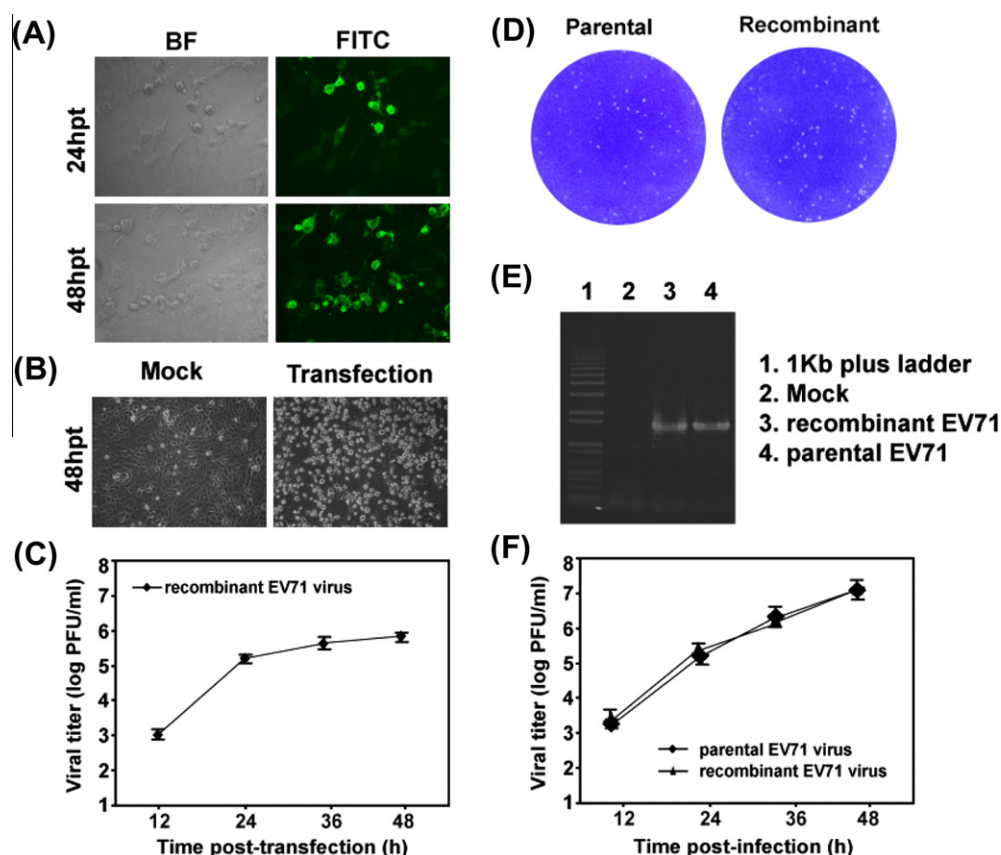 (A)
BF
FITC
24hpt
48hpt
(B)
Mock
Transfection
48hpt
(C)
8
7
6
5
4
3
2
1
Viral titer (log PFU/ml)
recombinant EV71 virus
12
24
36
48
Time post-transfection (h)
(D)
Parental
Recombinant
(E)
1
2
3
4
1. 1Kb plus ladder
2. Mock
3. recombinant EV71
4. parental EV71
(F)
8
7
6
5
4
3
2
1
Viral titer (log PFU/ml)
parental EV71 virus
recombinant EV71 virus
12
24
36
48
Time post-infection (h)